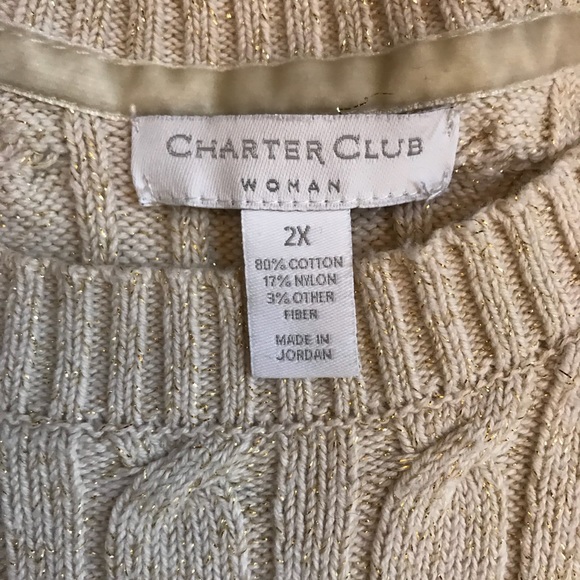 CHARTER CLUB
WOMAN
2X
80% COTTON
17% NYLON
3% OTHER
FIBER
MADE IN
JORDAN